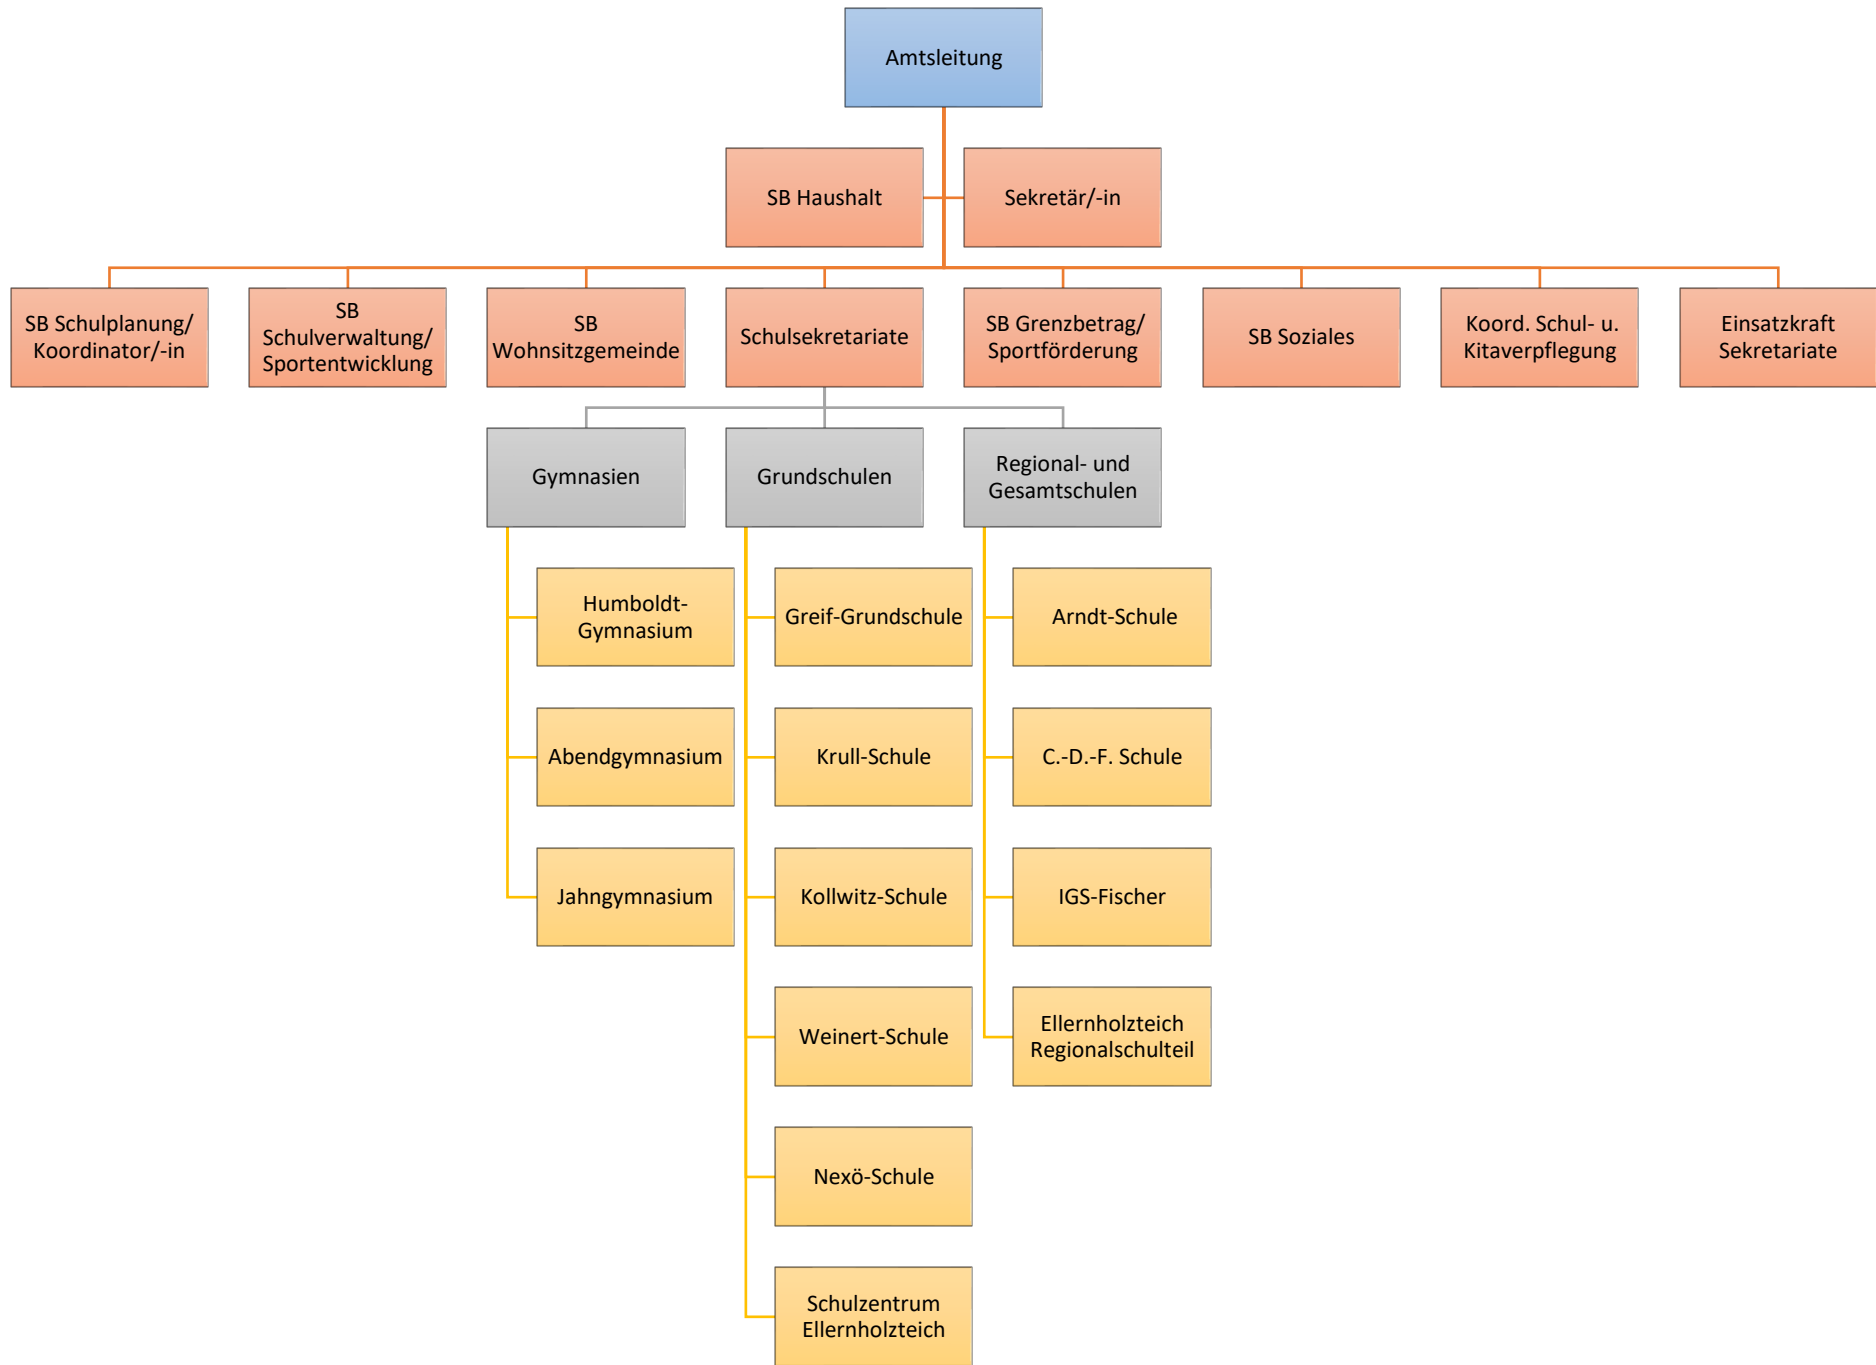 Amtsleitung
SB Haushalt
Sekretär/-in
SB Schulplanung/
Koordinator/-in
SB
Schulverwaltung/
Sportentwicklung
SB
Wohnsitzgemeinde
Schulsekretariate
SB Grenzbetrag/
Sportförderung
SB Soziales
Koord. Schul- u.
Kitaverpflegung
Einsatzkraft
Sekretariate
Gymnasien
Grundschulen
Regional- und
Gesamtschulen
Humboldt-
Gymnasium
Abendgymnasium
Jahngymnasium
Greif-Grundschule
Krull-Schule
Kollwitz-Schule
Weinert-Schule
Nexö-Schule
Schulzentrum
Ellernholzteich
Arndt-Schule
C.-D.-F. Schule
IGS-Fischer
Ellernholzteich
Regionalschulteil